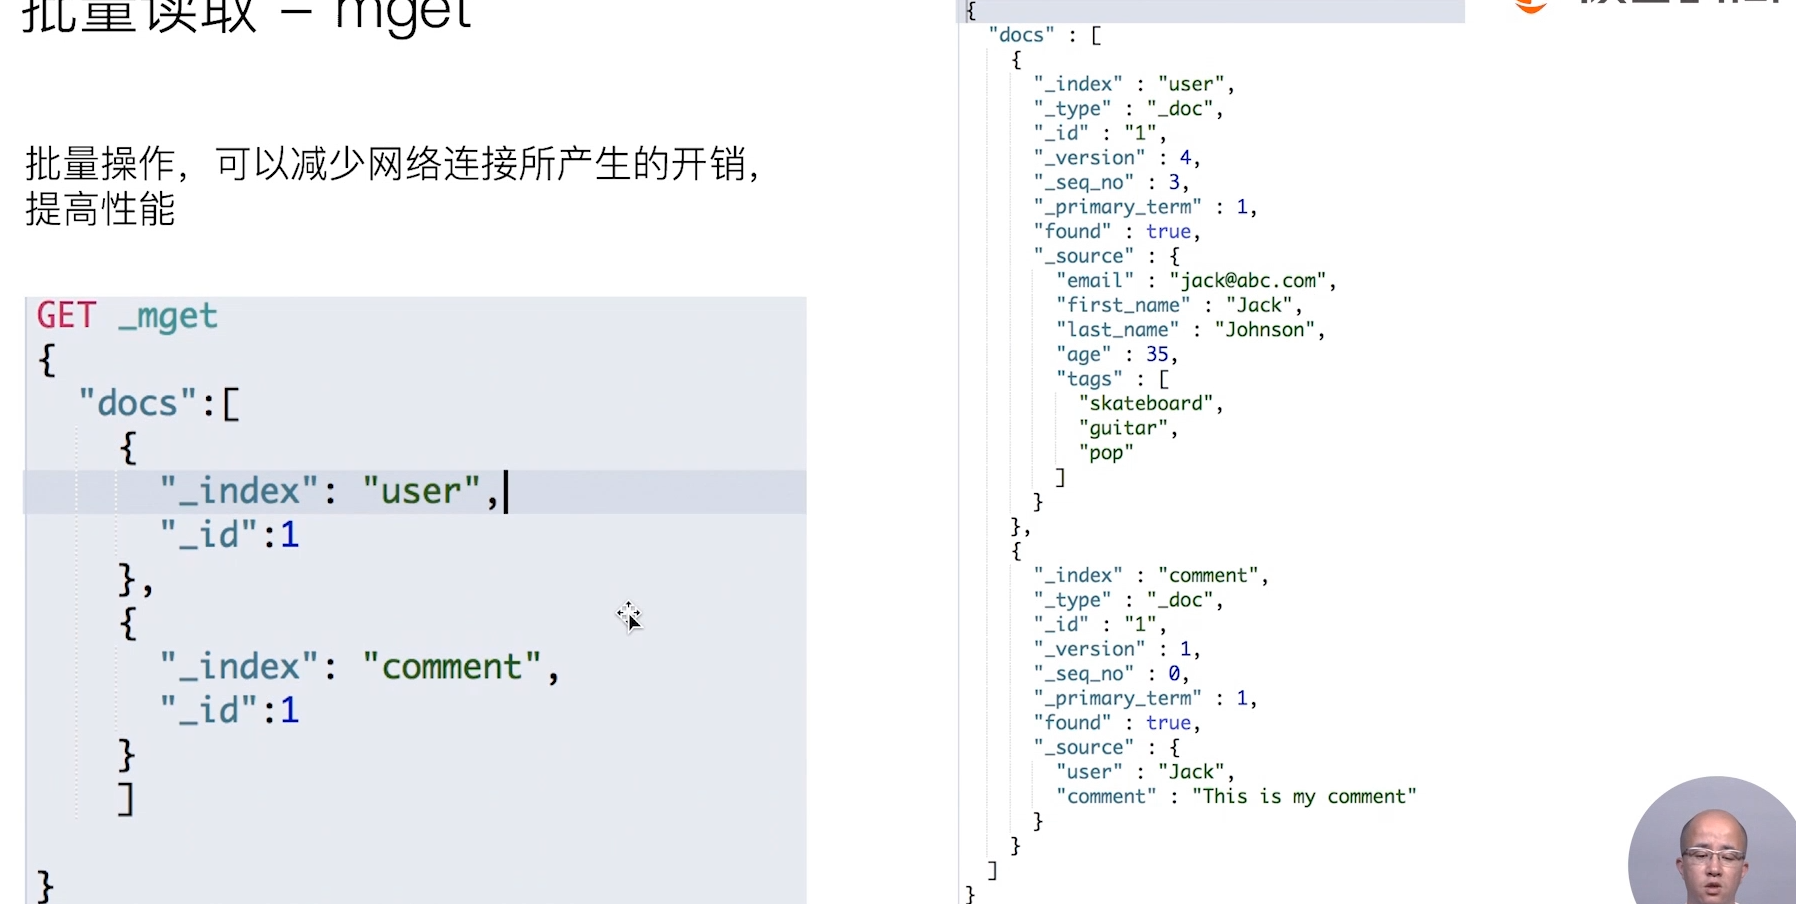 批量读取 – mget
批量操作，可以减少网络连接所产生的开销，
提高性能
GET _mget
{
"docs":[
{
"_index": "user",
"_id":1
},
{
"_index": "comment",
"_id":1
}
]
}
{
"docs" : [
{
"_index" : "user",
"_type" : "_doc",
"_id" : "1",
"_version" : 4,
"_seq_no" : 3,
"_primary_term" : 1,
"found" : true,
"_source" : {
"email" : "jack@abc.com",
"first_name" : "Jack",
"last_name" : "Johnson",
"age" : 35,
"tags" : [
"skateboard",
"guitar",
"pop"
]
}
},
{
"_index" : "comment",
"_type" : "_doc",
"_id" : "1",
"_version" : 1,
"_seq_no" : 0,
"_primary_term" : 1,
"found" : true,
"_source" : {
"user" : "Jack",
"comment" : "This is my comment"
}
}
]
}